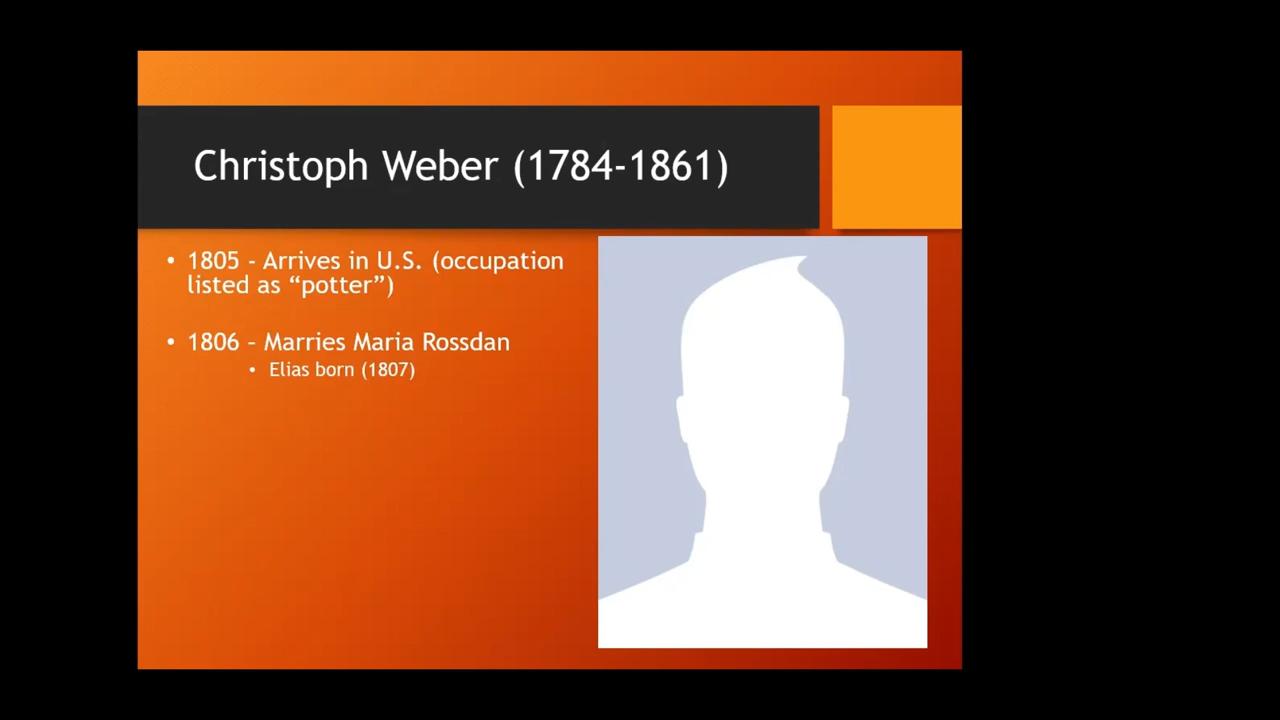 Christoph Weber (1784-1861)
• 1805 - Arrives in U.S. (occupation
listed as “potter”)
• 1806 – Marries Maria Rossdan
• Elias born (1807)